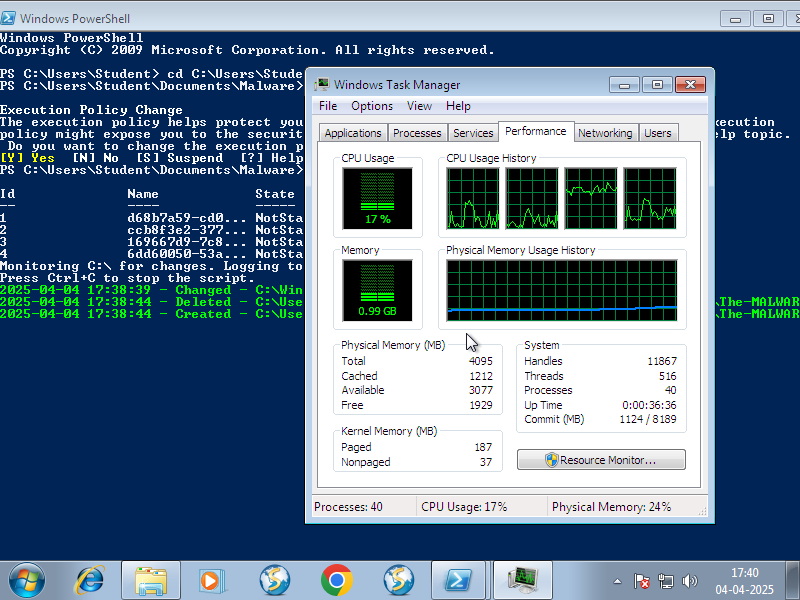 Windows PowerShell
Windows PowerShell
Copyright (C) 2009 Microsoft Corporation. All rights reserved.
PS C:\Users\Student> cd C:\Users\Stude
PS C:\Users\Student\Documents\Malware>
Execution Policy Change
The execution policy helps protect you
xecution
policy might expose you to the securit
elp topic.
Do you want to change the execution p
[Y] Yes [N] No [S] Suspend [?] Help
PS C:\Users\Student\Documents\Malware>
Id Name State
-- ---- -----
1 d68b7a59-cd0... NotSta
2 ccb8f3e2-377... NotSta
3 169667d9-7c8... NotSta
4 6dd60050-53a... NotSta
Monitoring C:\ for changes. Logging to
Press Ctrl+C to stop the script.
2025-04-04 17:38:39 - Changed - C:\Win
2025-04-04 17:38:44 - Deleted - C:\Use
\The-MALWAR
2025-04-04 17:38:44 - Created - C:\Use
\The-MALWAR
Windows Task Manager
File Options View Help
Applications Processes Services Performance Networking Users
CPU Usage CPU Usage History
17 %
Memory Physical Memory Usage History
0.99 GB
Physical Memory (MB)
Total 4095
Cached 1212
Available 3077
Free 1929
Kernel Memory (MB)
Paged 187
Nonpaged 37
System
Handles 11867
Threads 516
Processes 40
Up Time 0:00:36:36
Commit (MB) 1124 / 8189
Resource Monitor...
Processes: 40 CPU Usage: 17% Physical Memory: 24%
17:40
04-04-2025